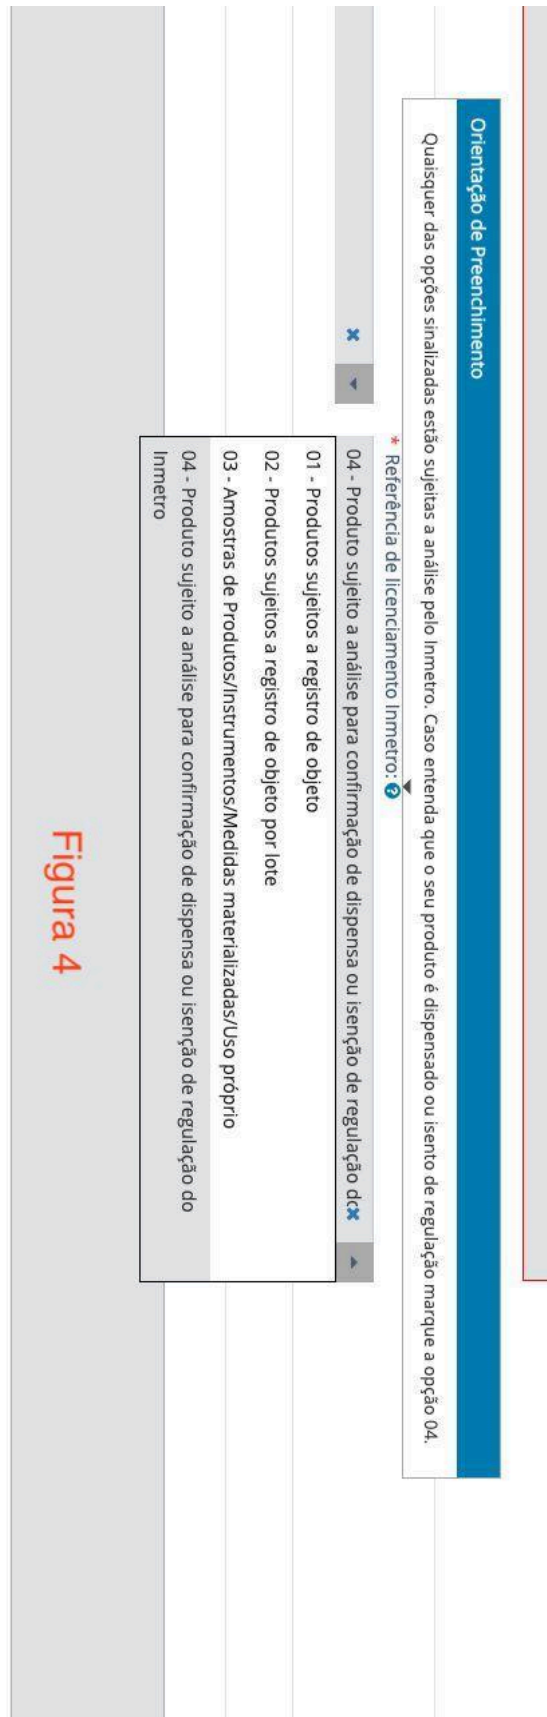 Orientação de Preenchimento
Quaisquer das opções sinalizadas estão sujeitas a análise pelo Inmetro. Caso entenda que o seu produto é dispensado ou isento de regulação marque a opção 04.
* Referência de licenciamento Inmetro:
04 - Produto sujeito a análise para confirmação de dispensa ou isenção de regulação do
01 - Produtos sujeitos a registro de objeto
02 - Produtos sujeitos a registro de objeto por lote
03 - Amostras de Produtos/Instrumentos/Medidas materializadas/Uso próprio
04 - Produto sujeito a análise para confirmação de dispensa ou isenção de regulação do
Inmetro
Figura 4